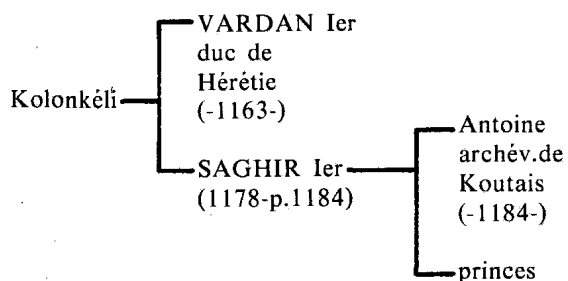 VARDAN Ier
duc de
Hérétie
(-1163-)
Kolonkéli
SAGHIR Ier
(1178-p.1184)
Antoine
archév.de
Koutais
(-1184-)
princes